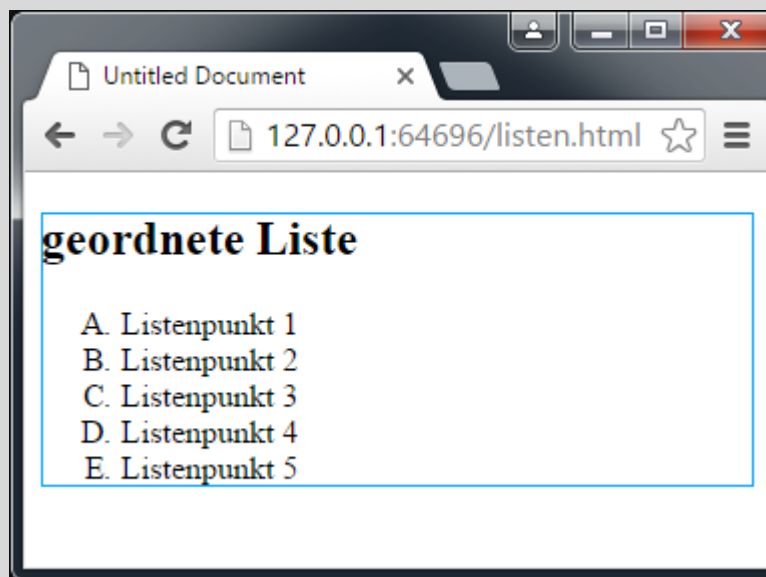 Untitled Document
127.0.0.1:64696/listen.html
geordnete Liste
A. Listenpunkt 1
B. Listenpunkt 2
C. Listenpunkt 3
D. Listenpunkt 4
E. Listenpunkt 5